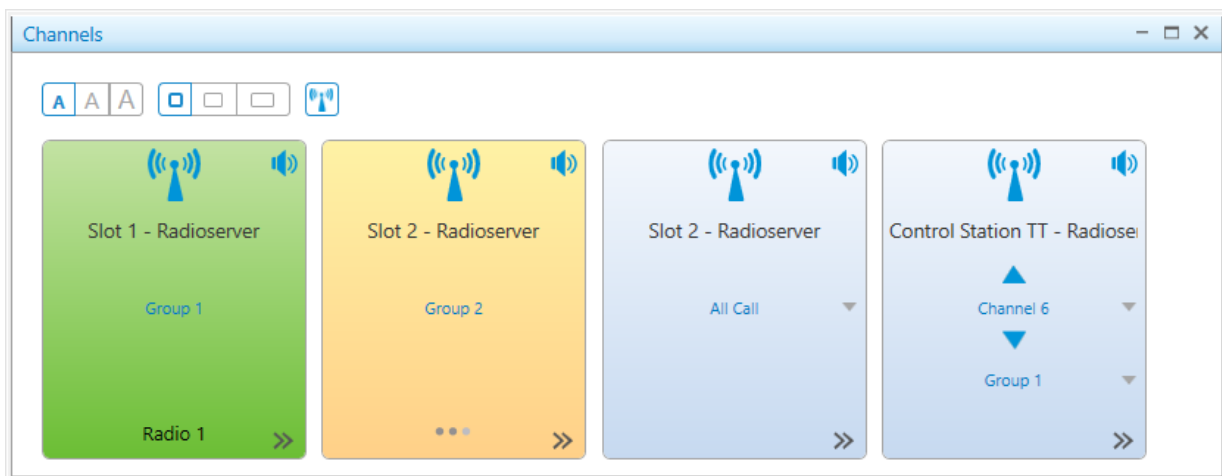 Channels
A A A
Slot 1 - Radioserver
Group 1
Radio 1
Slot 2 - Radioserver
Group 2
Slot 2 - Radioserver
All Call
Control Station TT - Radioser
Channel 6
Group 1